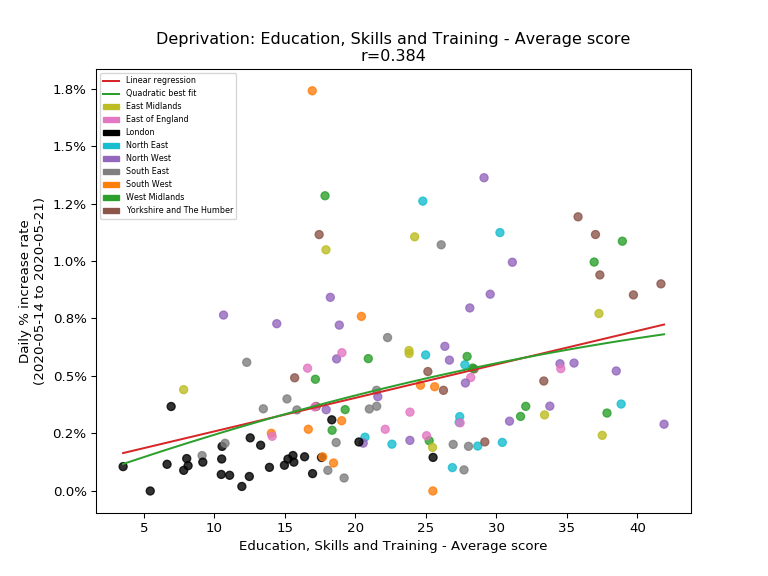 Deprivation: Education, Skills and Training - Average score
r=0.384
Linear regression
Quadratic best fit
East Midlands
East of England
London
North East
North West
South East
South West
West Midlands
Yorkshire and The Humber
Daily % increase rate
(2020-05-14 to 2020-05-21)
1.8%
1.5%
1.2%
1.0%
0.8%
0.5%
0.2%
0.0%
5 10 15 20 25 30 35 40
Education, Skills and Training - Average score